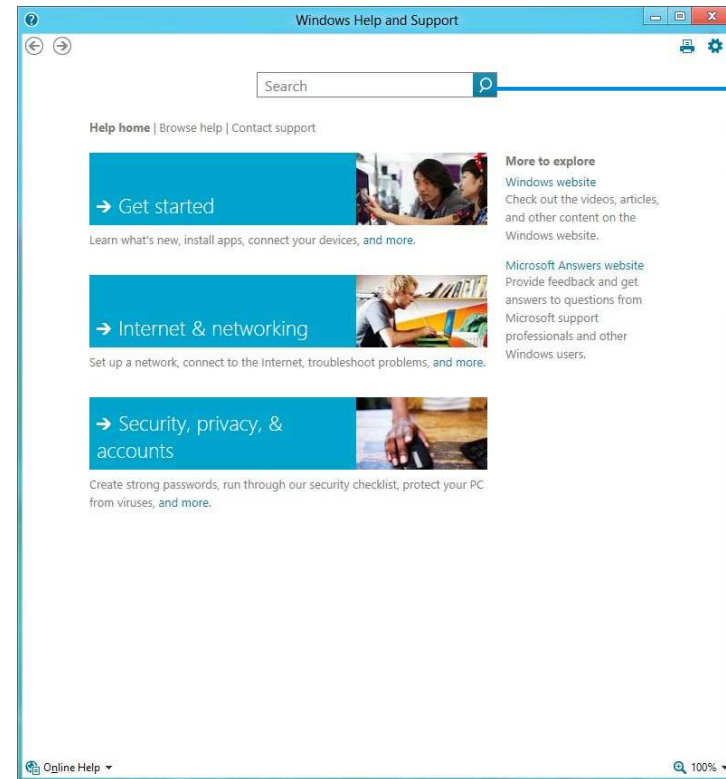 Windows Help and Support
Search
Help home | Browse help | Contact support
→ Get started
Learn what's new, install apps, connect your devices, and more.
→ Internet & networking
Set up a network, connect to the Internet, troubleshoot problems, and more.
→ Security, privacy, &
accounts
Create strong passwords, run through our security checklist, protect your PC
from viruses, and more.
More to explore
Windows website
Check out the videos, articles,
and other content on the
Windows website.
Microsoft Answers website
Provide feedback and get
answers to questions from
Microsoft support
professionals and other
Windows users.
Online Help
100%